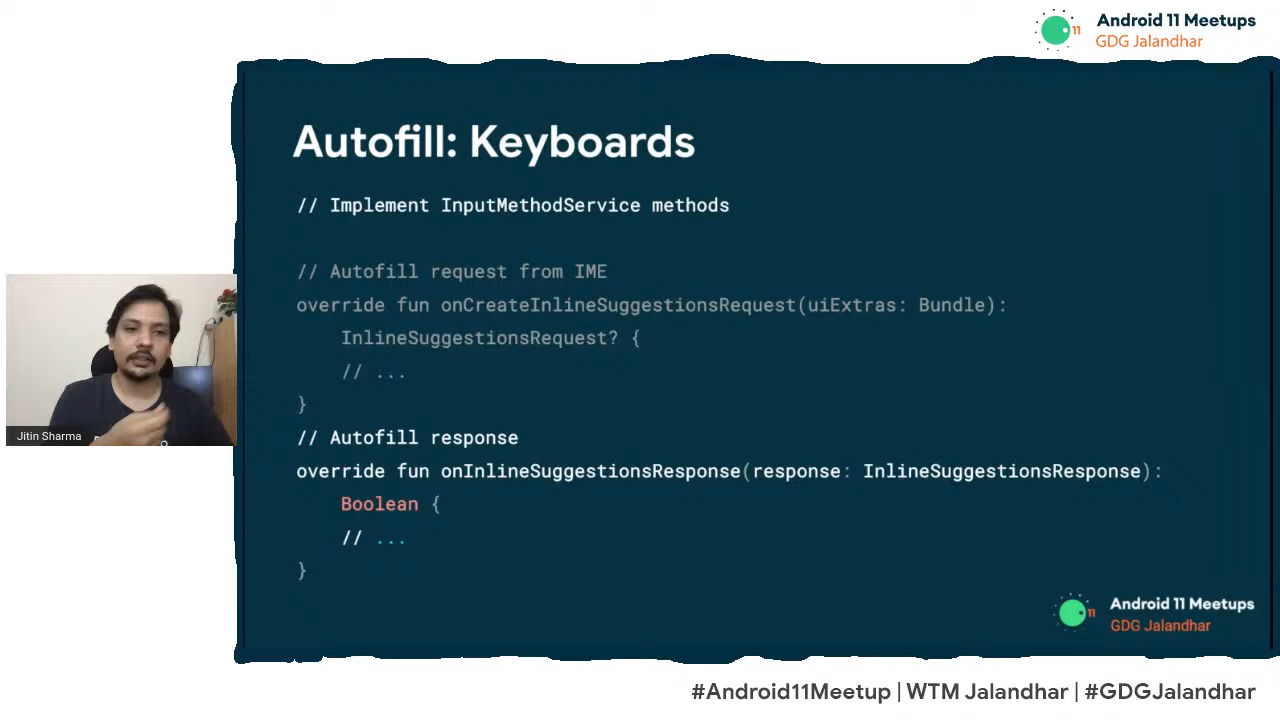 Android 11 Meetups
11
GDG Jalandhar
Autofill: Keyboards
// Implement InputMethodService methods
// Autofill request from IME
override fun onCreateInlineSuggestionsRequest(uiExtras: Bundle):
InlineSuggestionsRequest? {
// ...
}
// Autofill response
override fun onInlineSuggestionsResponse(response: InlineSuggestionsResponse):
Boolean {
// ...
}
Jitin Sharma
Android 11 Meetups
11
GDG Jalandhar
#Android11Meetup | WTM Jalandhar | #GDGJalandhar